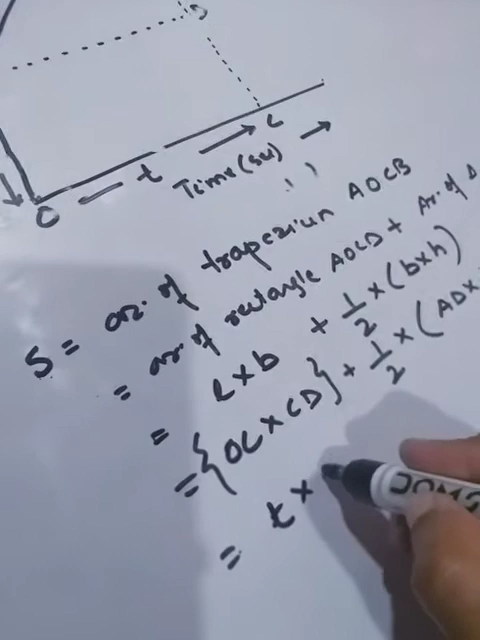 D
C
t
Time (sec)
O
S = ar. of trapezium AOCB
= ar. of rectangle AOCD + Ar. of Δ
= l × b + 1/2 × (b×h)
= {OC × CD} + 1/2 × (AD×
= t ×